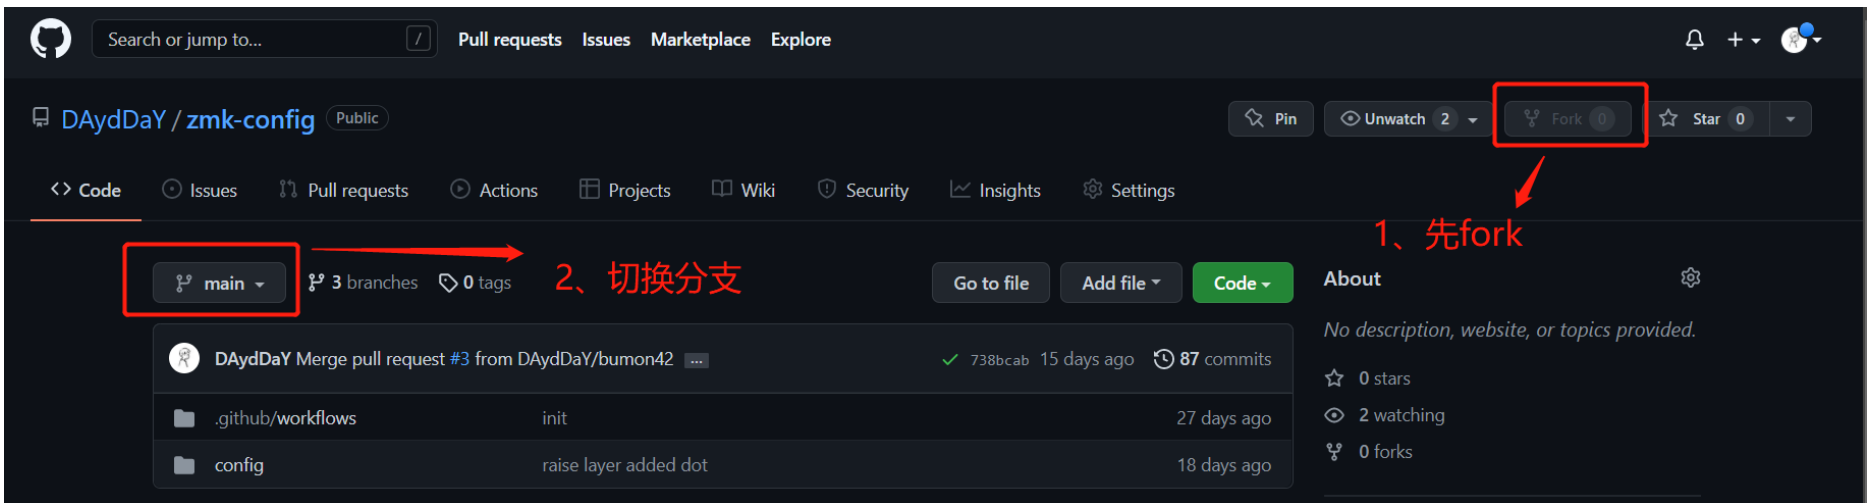 Search or jump to... / Pull requests Issues Marketplace Explore
DAydDaY / zmk-config Public Pin Unwatch 2 Fork 0 Star 0
Code Issues Pull requests Actions Projects Wiki Security Insights Settings
1、先fork
main 3 branches 0 tags 2、切换分支 Go to file Add file Code
About
No description, website, or topics provided.
DAydDaY Merge pull request #3 from DAydDaY/bumon42 ... 738bcab 15 days ago 87 commits
0 stars
.github/workflows init 27 days ago
2 watching
0 forks
config raise layer added dot 18 days ago